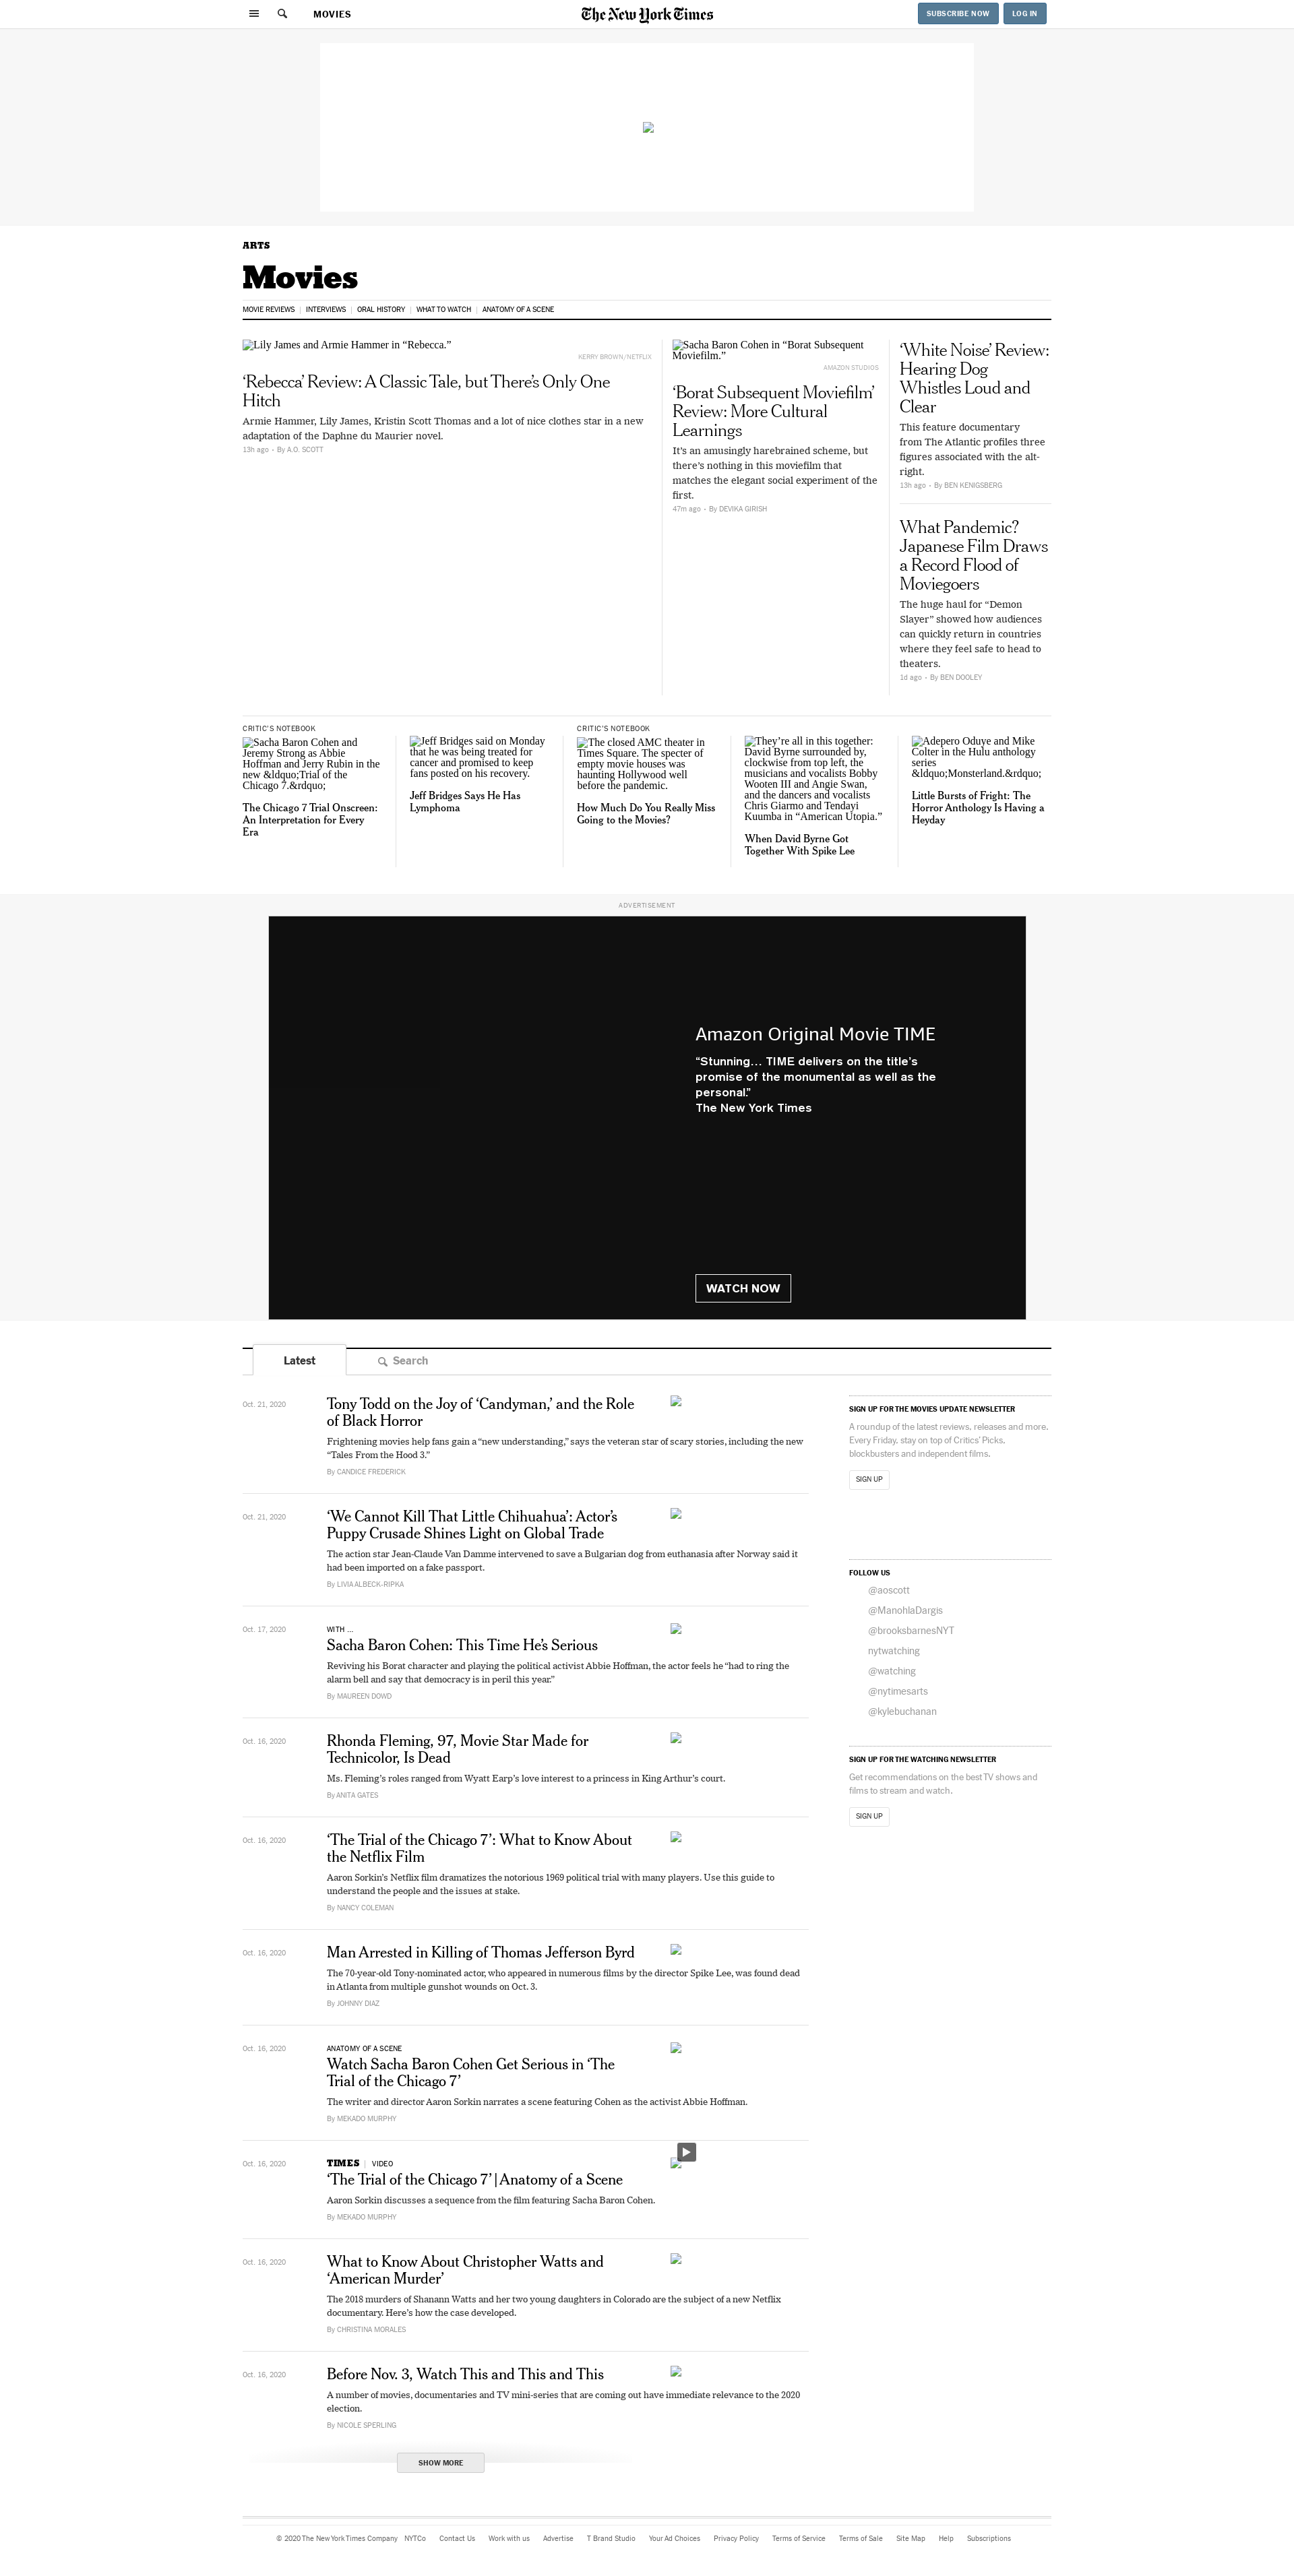 MOVIES
The New York Times
SUBSCRIBE NOW
LOG IN
ARTS
Movies
MOVIE REVIEWS | INTERVIEWS | ORAL HISTORY | WHAT TO WATCH | ANATOMY OF A SCENE
Lily James and Armie Hammer in “Rebecca.”
KERRY BROWN/NETFLIX
‘Rebecca’ Review: A Classic Tale, but There’s Only One
Hitch
Armie Hammer, Lily James, Kristin Scott Thomas and a lot of nice clothes star in a new
adaptation of the Daphne du Maurier novel.
13h ago • By A.O. SCOTT
Sacha Baron Cohen in “Borat Subsequent
Moviefilm.”
AMAZON STUDIOS
‘Borat Subsequent Moviefilm’
Review: More Cultural
Learnings
It’s an amusingly harebrained scheme, but
there’s nothing in this moviefilm that
matches the elegant social experiment of the
first.
47m ago • By DEVIKA GIRISH
‘White Noise’ Review:
Hearing Dog
Whistles Loud and
Clear
This feature documentary
from The Atlantic profiles three
figures associated with the alt-
right.
13h ago • By BEN KENIGSBERG
What Pandemic?
Japanese Film Draws
a Record Flood of
Moviegoers
The huge haul for “Demon
Slayer” showed how audiences
can quickly return in countries
where they feel safe to head to
theaters.
1d ago • By BEN DOOLEY
CRITIC’S NOTEBOOK
Sacha Baron Cohen and
Jeremy Strong as Abbie
Hoffman and Jerry Rubin in the
new &ldquo;Trial of the
Chicago 7.&rdquo;
The Chicago 7 Trial Onscreen:
An Interpretation for Every
Era
Jeff Bridges said on Monday
that he was being treated for
cancer and promised to keep
fans posted on his recovery.
Jeff Bridges Says He Has
Lymphoma
CRITIC’S NOTEBOOK
The closed AMC theater in
Times Square. The specter of
empty movie houses was
haunting Hollywood well
before the pandemic.
How Much Do You Really Miss
Going to the Movies?
They’re all in this together:
David Byrne surrounded by,
clockwise from top left, the
musicians and vocalists Bobby
Wooten III and Angie Swan,
and the dancers and vocalists
Chris Giarmo and Tendayi
Kuumba in “American Utopia.”
When David Byrne Got
Together With Spike Lee
Adepero Oduye and Mike
Colter in the Hulu anthology
series
&ldquo;Monsterland.&rdquo;
Little Bursts of Fright: The
Horror Anthology Is Having a
Heyday
ADVERTISEMENT
Amazon Original Movie TIME
“Stunning… TIME delivers on the title’s
promise of the monumental as well as the
personal.”
The New York Times
WATCH NOW
Latest
Search
Oct. 21, 2020
Tony Todd on the Joy of ‘Candyman,’ and the Role
of Black Horror
Frightening movies help fans gain a “new understanding,” says the veteran star of scary stories, including the new
“Tales From the Hood 3.”
By CANDICE FREDERICK
Oct. 21, 2020
‘We Cannot Kill That Little Chihuahua’: Actor’s
Puppy Crusade Shines Light on Global Trade
The action star Jean-Claude Van Damme intervened to save a Bulgarian dog from euthanasia after Norway said it
had been imported on a fake passport.
By LIVIA ALBECK-RIPKA
Oct. 17, 2020
WITH …
Sacha Baron Cohen: This Time He’s Serious
Reviving his Borat character and playing the political activist Abbie Hoffman, the actor feels he “had to ring the
alarm bell and say that democracy is in peril this year.”
By MAUREEN DOWD
Oct. 16, 2020
Rhonda Fleming, 97, Movie Star Made for
Technicolor, Is Dead
Ms. Fleming’s roles ranged from Wyatt Earp’s love interest to a princess in King Arthur’s court.
By ANITA GATES
Oct. 16, 2020
‘The Trial of the Chicago 7’: What to Know About
the Netflix Film
Aaron Sorkin’s Netflix film dramatizes the notorious 1969 political trial with many players. Use this guide to
understand the people and the issues at stake.
By NANCY COLEMAN
Oct. 16, 2020
Man Arrested in Killing of Thomas Jefferson Byrd
The 70-year-old Tony-nominated actor, who appeared in numerous films by the director Spike Lee, was found dead
in Atlanta from multiple gunshot wounds on Oct. 3.
By JOHNNY DIAZ
Oct. 16, 2020
ANATOMY OF A SCENE
Watch Sacha Baron Cohen Get Serious in ‘The
Trial of the Chicago 7’
The writer and director Aaron Sorkin narrates a scene featuring Cohen as the activist Abbie Hoffman.
By MEKADO MURPHY
Oct. 16, 2020
TIMES | VIDEO
‘The Trial of the Chicago 7’ | Anatomy of a Scene
Aaron Sorkin discusses a sequence from the film featuring Sacha Baron Cohen.
By MEKADO MURPHY
Oct. 16, 2020
What to Know About Christopher Watts and
‘American Murder’
The 2018 murders of Shanann Watts and her two young daughters in Colorado are the subject of a new Netflix
documentary. Here’s how the case developed.
By CHRISTINA MORALES
Oct. 16, 2020
Before Nov. 3, Watch This and This and This
A number of movies, documentaries and TV mini-series that are coming out have immediate relevance to the 2020
election.
By NICOLE SPERLING
SHOW MORE
SIGN UP FOR THE MOVIES UPDATE NEWSLETTER
A roundup of the latest reviews, releases and more.
Every Friday, stay on top of Critics’ Picks,
blockbusters and independent films.
SIGN UP
FOLLOW US
@aoscott
@ManohlaDargis
@brooksbarnesNYT
nytwatching
@watching
@nytimesarts
@kylebuchanan
SIGN UP FOR THE WATCHING NEWSLETTER
Get recommendations on the best TV shows and
films to stream and watch.
SIGN UP
© 2020 The New York Times Company NYTCo Contact Us Work with us Advertise T Brand Studio Your Ad Choices Privacy Policy Terms of Service Terms of Sale Site Map Help Subscriptions